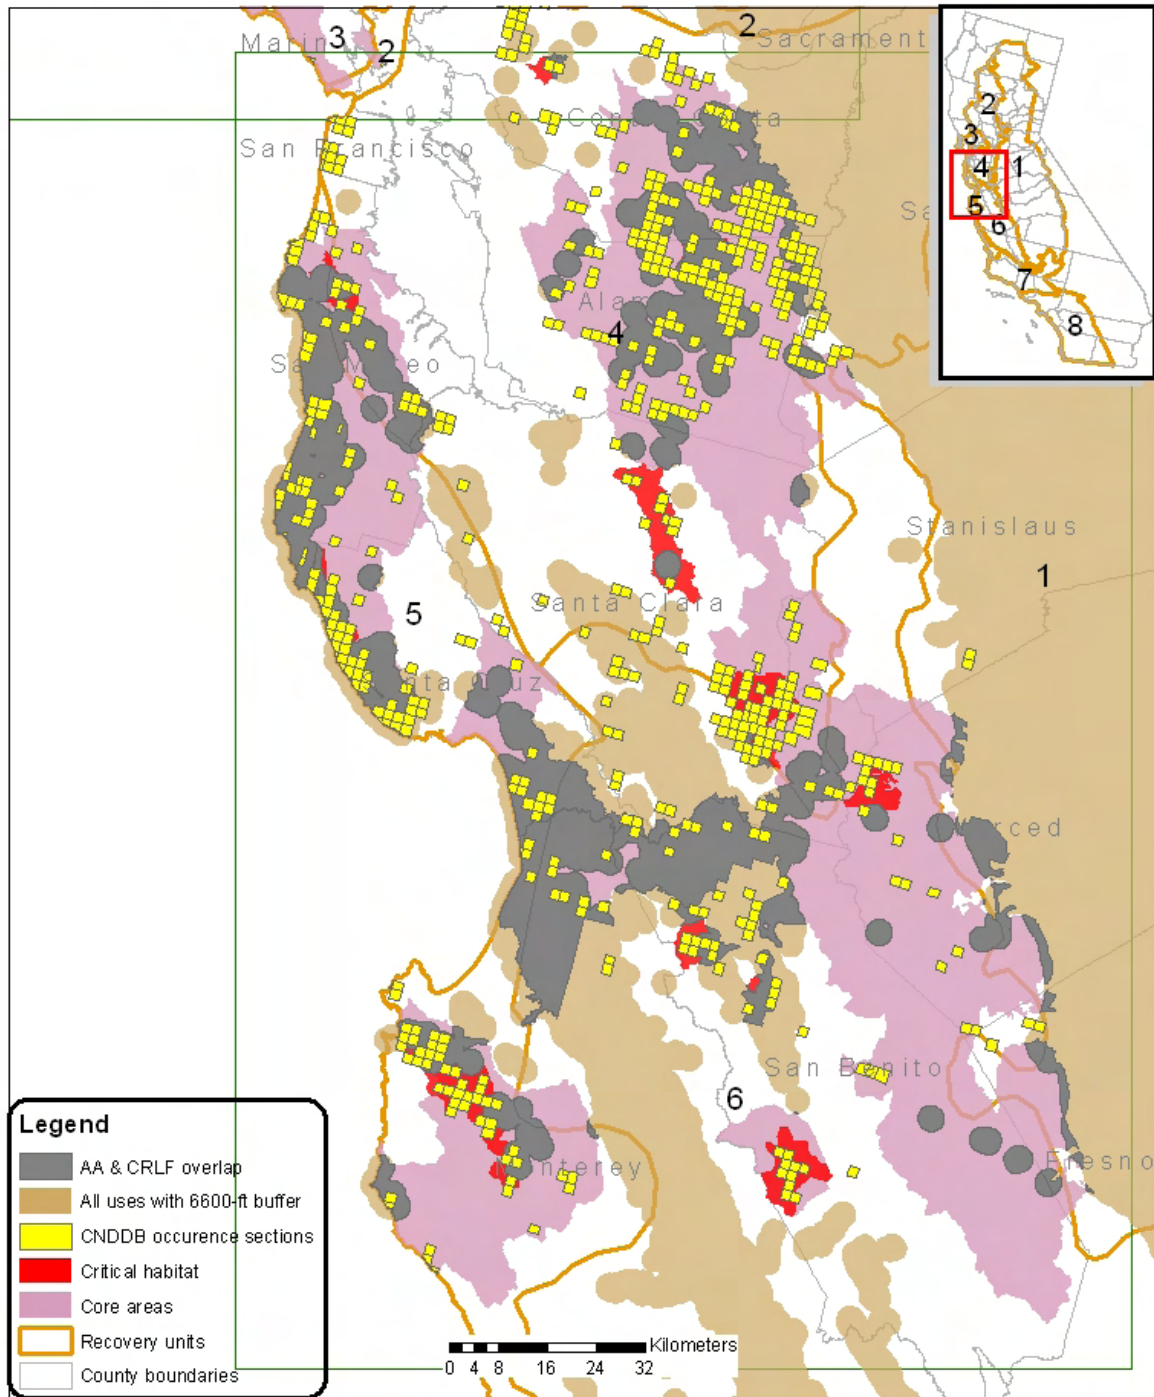 3
2
2
Marin
Sacrament
Contra Costa
San Francisco
Sa
Alam
4
San Mateo
Stanislaus
1
5
Santa Clara
Santa Cruz
Merced
San Benito
6
Monterey
Fresno
2
3
4
1
5
6
7
8
Legend
AA & CRLF overlap
All uses with 6600-ft buffer
CNDDB occurence sections
Critical habitat
Core areas
Recovery units
County boundaries
Kilometers
0 4 8 16 24 32